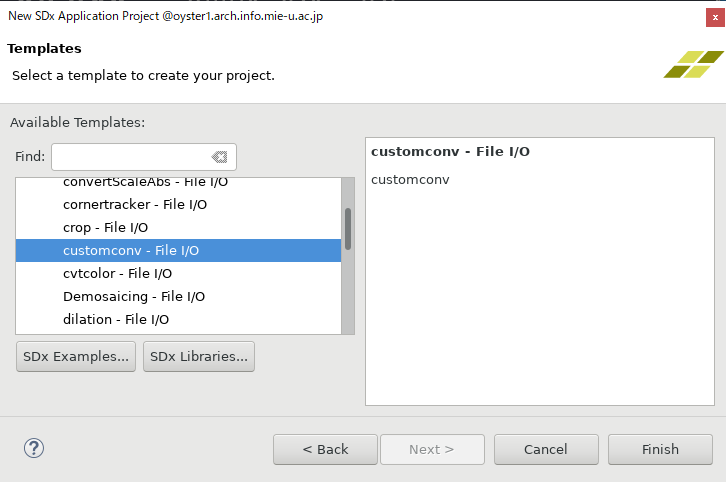 New SDx Application Project @oyster1.arch.info.mie-u.ac.jp
x
Templates
Select a template to create your project.
Available Templates:
Find:
convertScaleAbs - File I/O
cornertracker - File I/O
crop - File I/O
customconv - File I/O
cvtcolor - File I/O
Demosaicing - File I/O
dilation - File I/O
SDx Examples...
SDx Libraries...
customconv - File I/O
customconv
?
< Back
Next >
Cancel
Finish